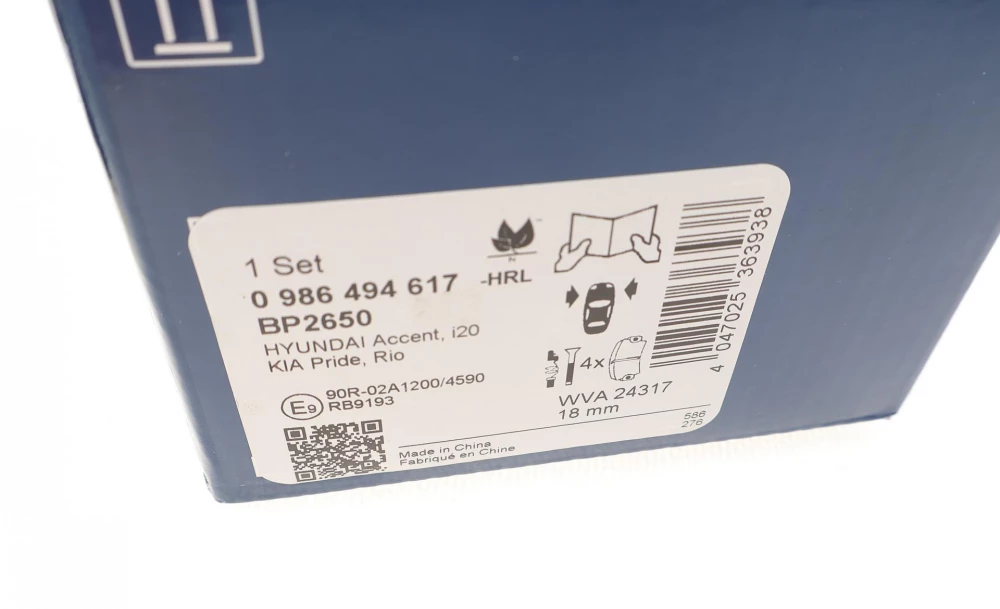 1 Set
0 986 494 617 -HRL
BP2650
HYUNDAI Accent, i20
KIA Pride, Rio
E9 90R-02A1200/4590
RB9193
N
4x
WVA 24317
18 mm
586
276
Made in China
Fabriqué en Chine
4 047025 363938